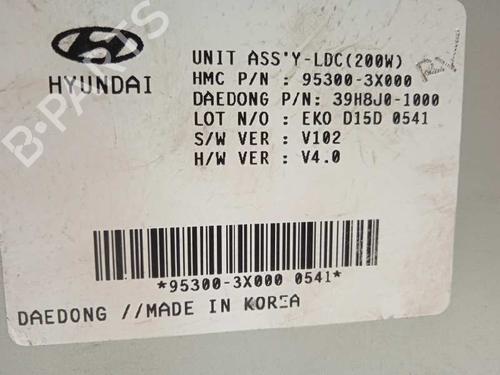 HYUNDAI
UNIT ASS'Y-LDC(200W)
HMC P/N : 95300-3X000
DAEDONG P/N: 39H8J0-1000
LOT N/O : EKO D15D 0541
S/W VER : V102
H/W VER : V4.0
*95300-3X000 0541*
DAEDONG //MADE IN KOREA
B-PARTS